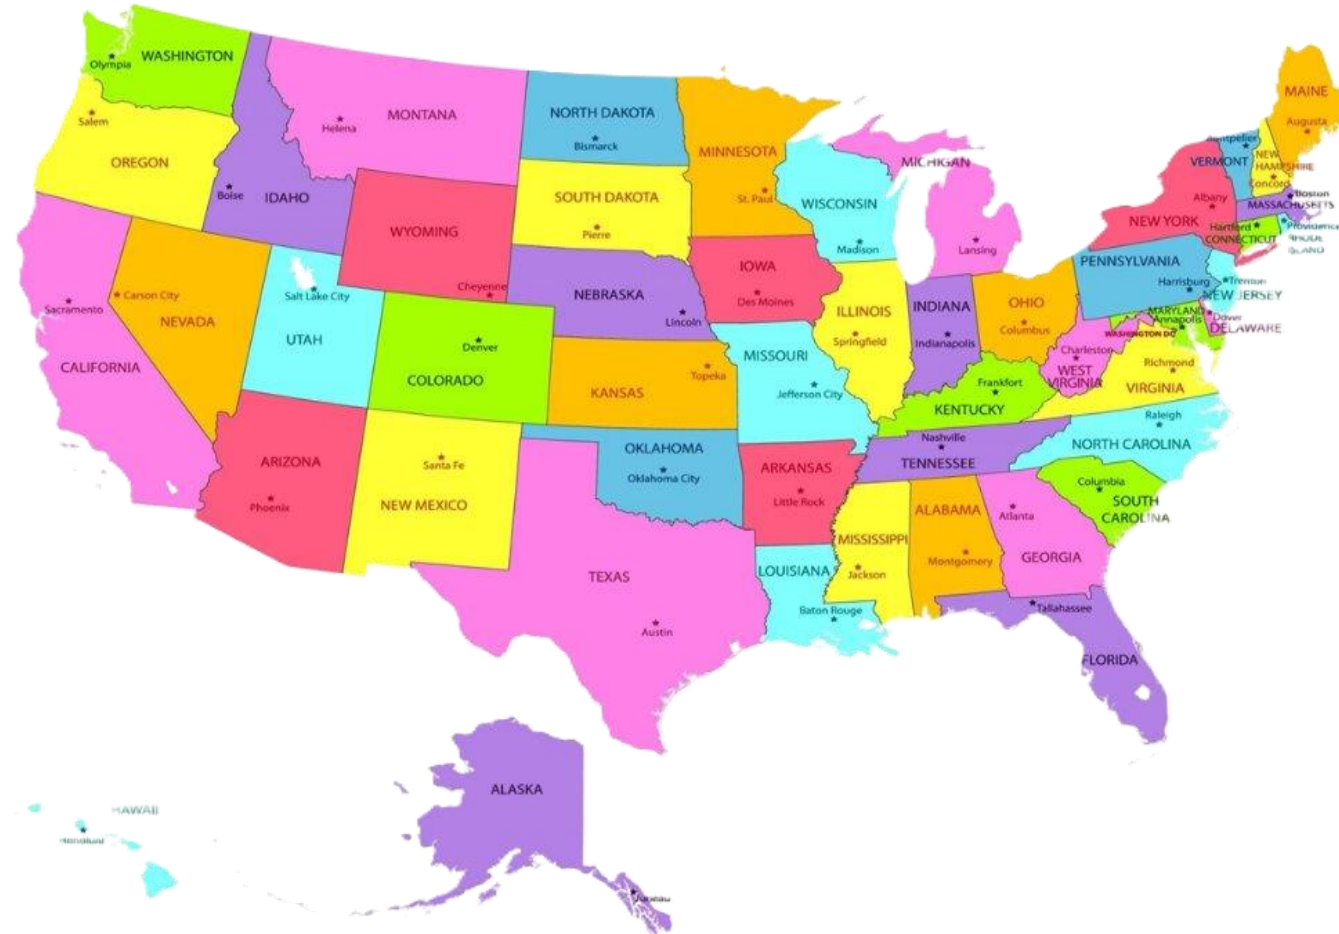 WASHINGTON
Olympia
OREGON
Salem
IDAHO
Boise
MONTANA
Helena
NORTH DAKOTA
Bismarck
MINNESOTA
St. Paul
SOUTH DAKOTA
Pierre
WYOMING
Cheyenne
WISCONSIN
Madison
MICHIGAN
Lansing
MAINE
Augusta
VERMONT
NEW
HAMPSHIRE
Concord
Boston
MASSACHUSETTS
NEW YORK
Albany
Hartford
CONNECTICUT
Providence
PENNSYLVANIA
Harrisburg
Trenton
NEW JERSEY
MARYLAND
Annapolis
Dover
DELAWARE
WASHINGTON DC
CALIFORNIA
Sacramento
NEVADA
Carson City
UTAH
Salt Lake City
COLORADO
Denver
NEBRASKA
Lincoln
IOWA
Des Moines
ILLINOIS
Springfield
INDIANA
Indianapolis
OHIO
Columbus
Charleston
WEST
VIRGINIA
Richmond
VIRGINIA
KANSAS
Topeka
MISSOURI
Jefferson City
Frankfort
KENTUCKY
Nashville
TENNESSEE
Raleigh
NORTH CAROLINA
ARIZONA
Phoenix
Santa Fe
NEW MEXICO
OKLAHOMA
Oklahoma City
ARKANSAS
Little Rock
Columbia
SOUTH
CAROLINA
TEXAS
Austin
LOUISIANA
Baton Rouge
MISSISSIPPI
Jackson
ALABAMA
Montgomery
Atlanta
GEORGIA
Tallahassee
FLORIDA
ALASKA
Juneau